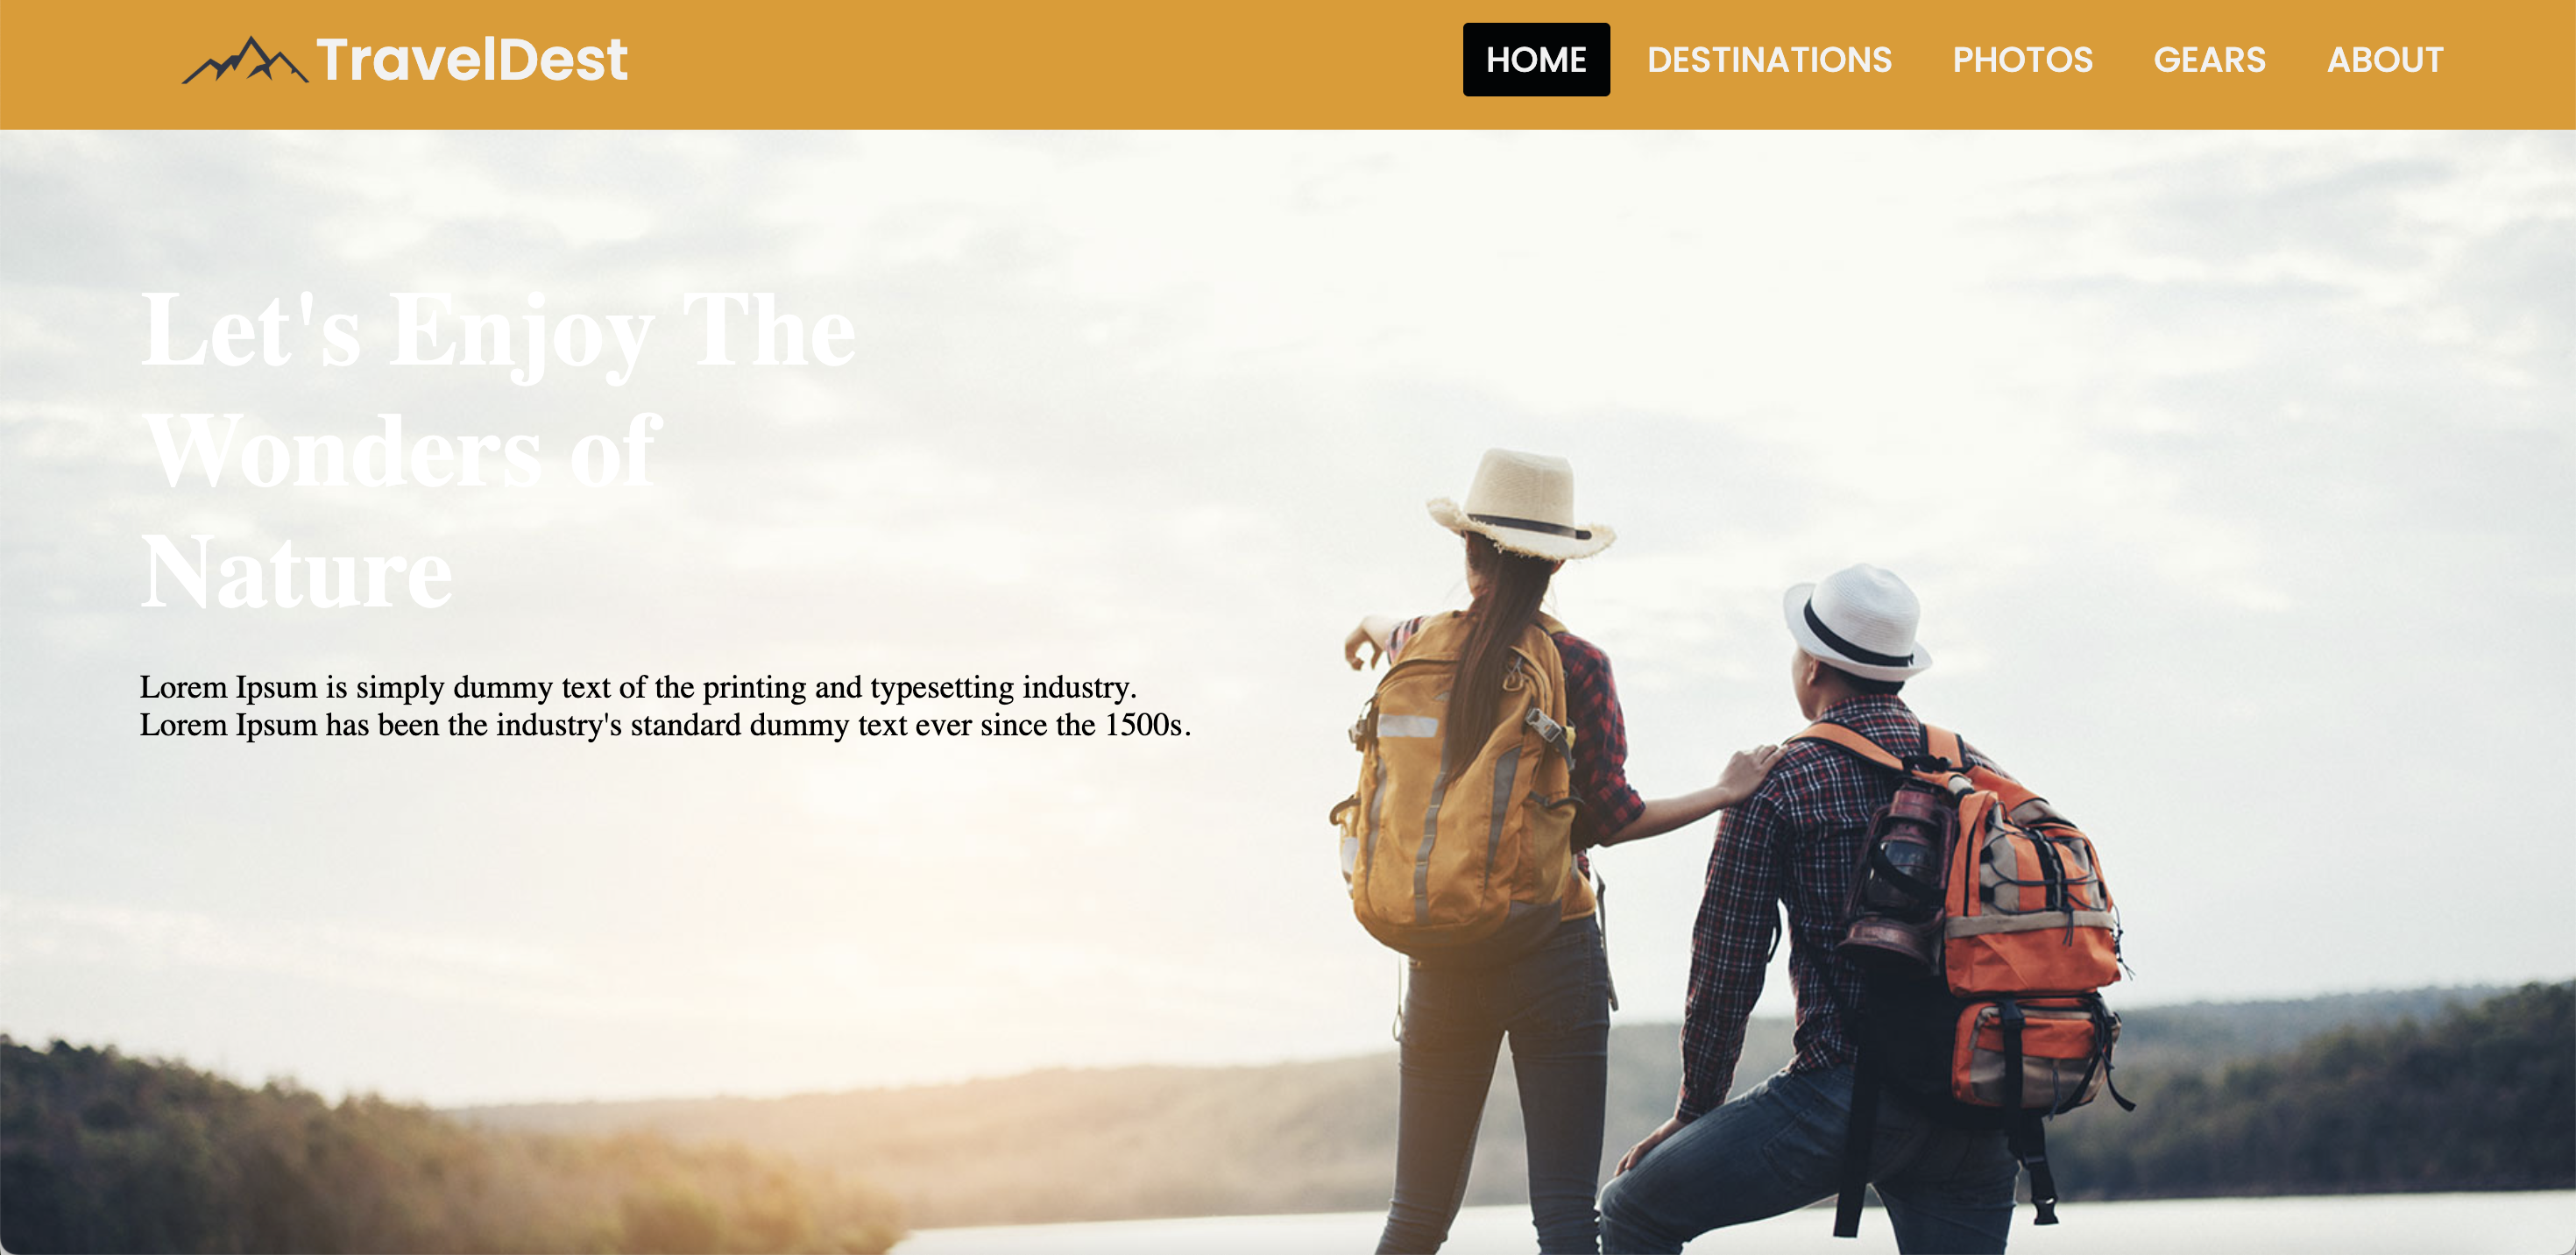 TravelDest
HOME DESTINATIONS PHOTOS GEARS ABOUT
Let's Enjoy The
Wonders of
Nature
Lorem Ipsum is simply dummy text of the printing and typesetting industry.
Lorem Ipsum has been the industry's standard dummy text ever since the 1500s.